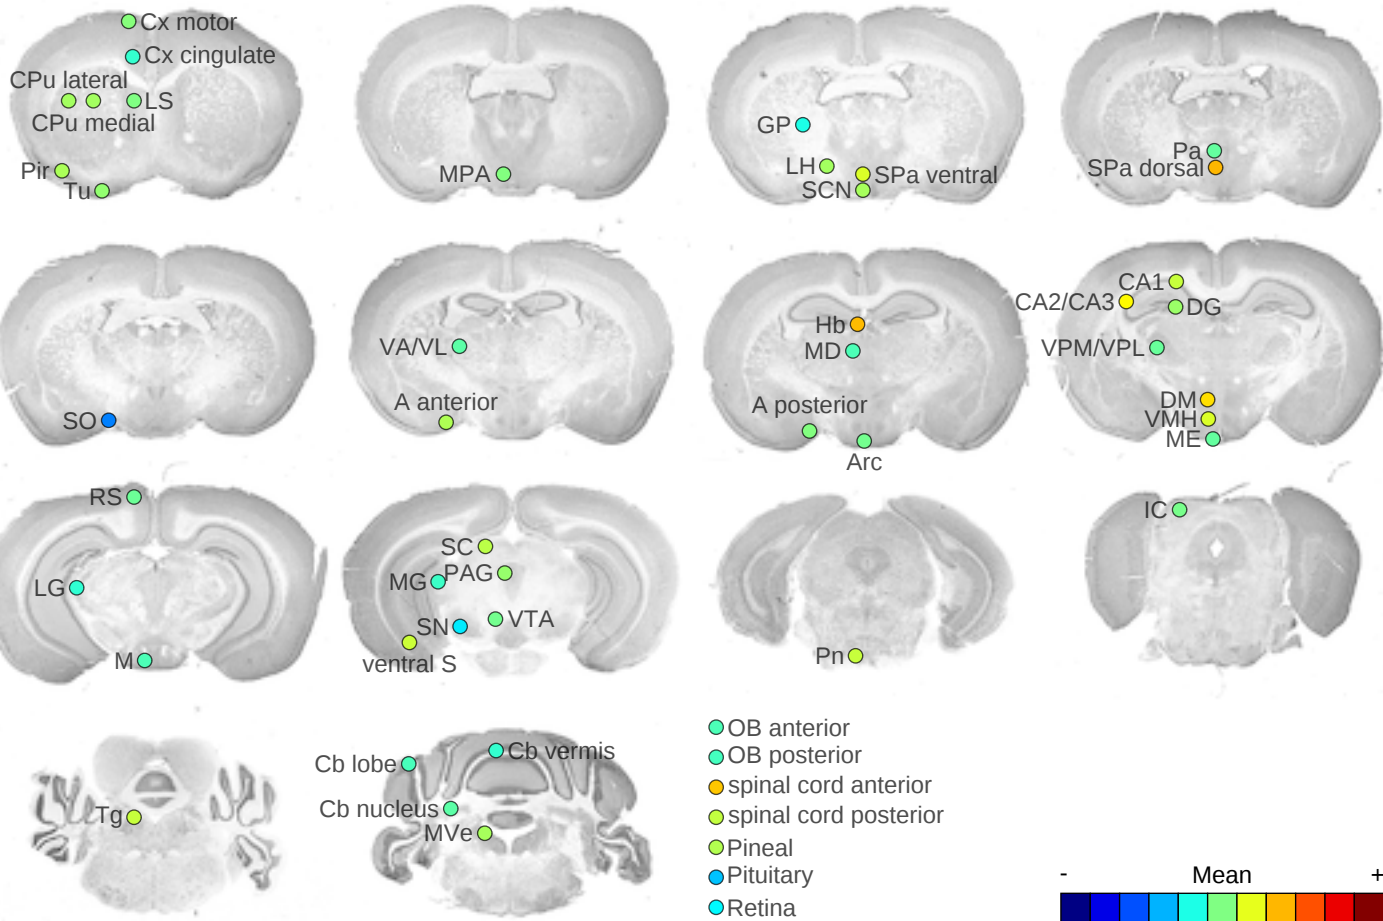 Cx motor
Cx cingulate
CPu lateral
LS
CPu medial
Pir
Tu
MPA
GP
LH
SPa ventral
SCN
Pa
SPa dorsal
SO
VA/VL
A anterior
Hb
MD
A posterior
Arc
CA1
CA2/CA3
DG
VPM/VPL
DM
VMH
ME
RS
LG
M
SC
PAG
MG
SN
VTA
ventral S
Pn
IC
Tg
Cb vermis
Cb lobe
Cb nucleus
MVe
OB anterior
OB posterior
spinal cord anterior
spinal cord posterior
Pineal
Pituitary
Retina
- Mean +